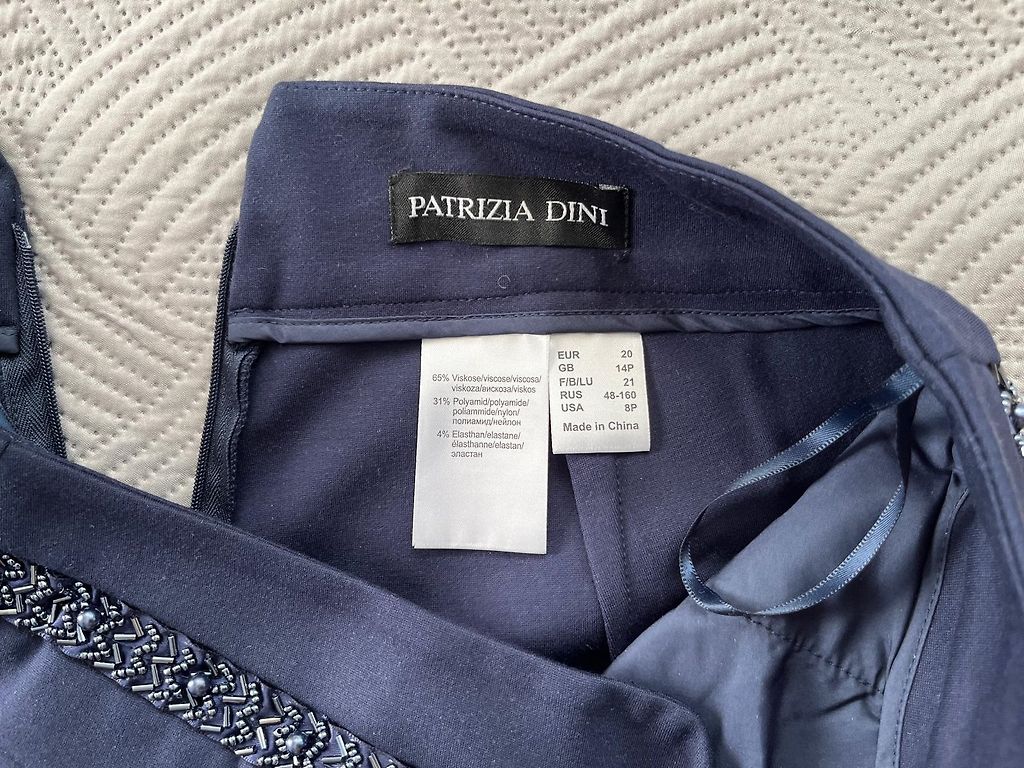 PATRIZIA DINI
65% Viskose/viscose/viscosa/
viskoza/вискоза/viskos
31% Polyamid/polyamide/
poliammide/nylon/
полиамид/нейлон
4% Elasthan/elastane/
élasthanne/elastan/
эластан
EUR 20
GB 14P
F/B/LU 21
RUS 48-160
USA 8P
Made in China